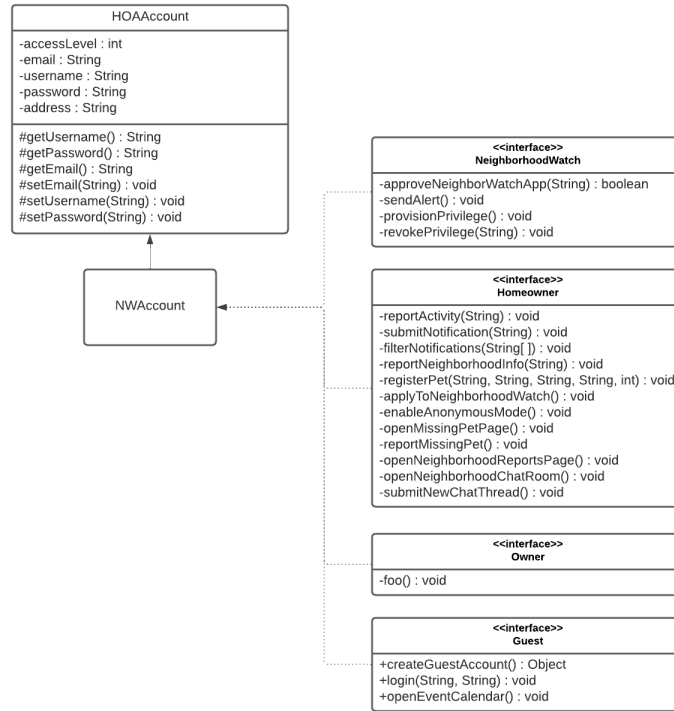 HOAAccount
-accessLevel : int
-email : String
-username : String
-password : String
-address : String
#getUsername() : String
#getPassword() : String
#getEmail() : String
#setEmail(String) : void
#setUsername(String) : void
#setPassword(String) : void
NWAccount
<<interface>>
NeighborhoodWatch
-approveNeighborWatchApp(String) : boolean
-sendAlert() : void
-provisionPrivilege() : void
-revokePrivilege(String) : void
<<interface>>
Homeowner
-reportActivity(String) : void
-submitNotification(String) : void
-filterNotifications(String[ ]) : void
-reportNeighborhoodInfo(String) : void
-registerPet(String, String, String, String, int) : void
-applyToNeighborhoodWatch() : void
-enableAnonymousMode() : void
-openMissingPetPage() : void
-reportMissingPet() : void
-openNeighborhoodReportsPage() : void
-openNeighborhoodChatRoom() : void
-submitNewChatThread() : void
<<interface>>
Owner
-foo() : void
<<interface>>
Guest
+createGuestAccount() : Object
+login(String, String) : void
+openEventCalendar() : void